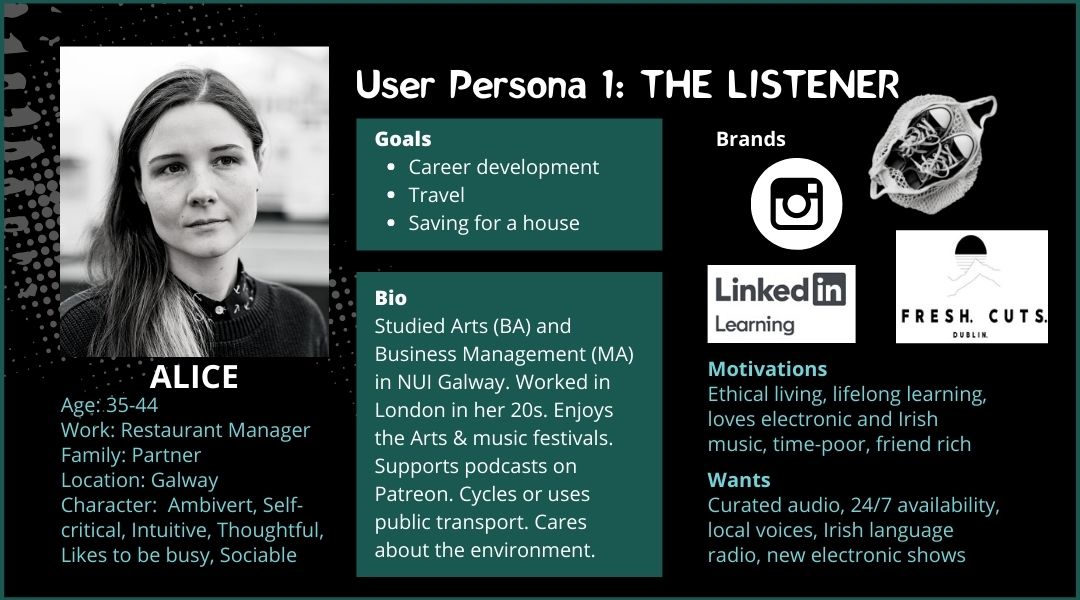 User Persona 1: THE LISTENER
ALICE
Age: 35-44
Work: Restaurant Manager
Family: Partner
Location: Galway
Character:  Ambivert, Self-
critical, Intuitive, Thoughtful,
Likes to be busy, Sociable
Goals
• Career development
• Travel
• Saving for a house
Bio
Studied Arts (BA) and
Business Management (MA)
in NUI Galway. Worked in
London in her 20s. Enjoys
the Arts & music festivals.
Supports podcasts on
Patreon. Cycles or uses
public transport. Cares
about the environment.
Brands
Linked in
Learning
FRESH. CUTS.
DUBLIN.
Motivations
Ethical living, lifelong learning,
loves electronic and Irish
music, time-poor, friend rich
Wants
Curated audio, 24/7 availability,
local voices, Irish language
radio, new electronic shows